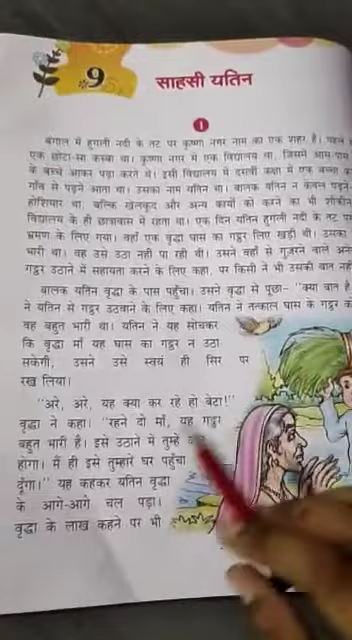 9
साहसी यतिन
1
बंगाल में हुगली नदी के तट पर कृष्णा नगर नाम का एक शहर है। पहले
एक छोटा-सा कस्बा था। कृष्णा नगर में एक विद्यालय था, जिसमें आस-पास
के बच्चे आकर पढ़ा करते थे। इसी विद्यालय में दसवीं कक्षा में एक बच्चा
गाँव से पढ़ने आता था। उसका नाम यतिन था। बालक यतिन न केवल पढ़ने
होशियार था, बल्कि खेलकूद और अन्य कार्यों को करने का भी शौकीन
विद्यालय के ही छात्रावास में रहता था। एक दिन यतिन हुगली नदी के तट पर
भ्रमण के लिए गया। वहाँ एक वृद्धा घास का गट्ठर लिए खड़ी थी। उसका
भारी था। वह उसे उठा नहीं पा रही थी। उसने वहाँ से गुज़रने वाले अन
गट्ठर उठाने में सहायता करने के लिए कहा, पर किसी ने भी उसकी बात नहीं
बालक यतिन वृद्धा के पास पहुँचा। उसने वृद्धा से पूछा– ''क्या बात है
ने यतिन से गट्ठर उठवाने के लिए कहा। यतिन ने तत्काल घास के गट्ठर क
वह बहुत भारी था। यतिन ने यह सोचकर
कि वृद्धा माँ यह घास का गट्ठर न उठा
सकेगी, उसने उसे स्वयं ही सिर पर
रख लिया।
''अरे, अरे, यह क्या कर रहे हो बेटा!''
वृद्धा ने कहा। ''रहने दो माँ, यह गट्ठर
बहुत भारी है। इसे उठाने में तुम्हें
होगा। मैं ही इसे तुम्हारे घर पहुँचा
दूँगा।'' यह कहकर यतिन वृद्धा
के आगे-आगे चल पड़ा।
वृद्धा के लाख कहने पर भी